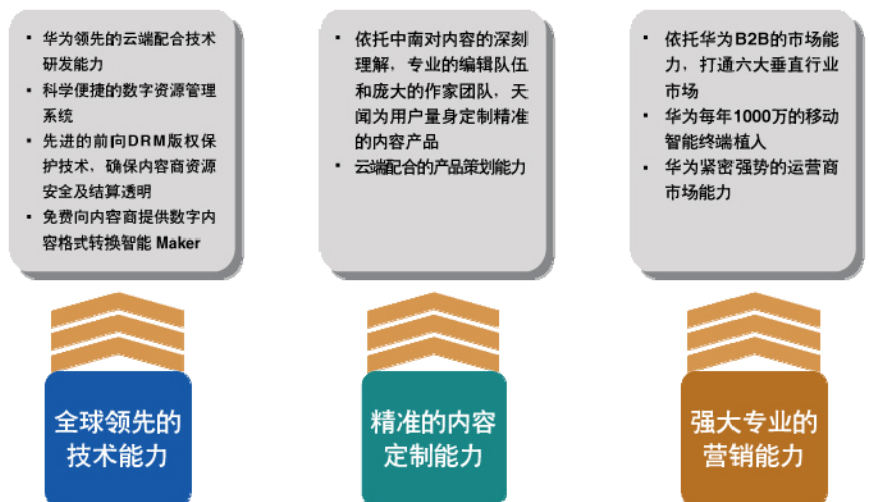 ▪ 华为领先的云端配合技术
研发能力
▪ 科学便捷的数字资源管理
系统
▪ 先进的前向DRM版权保
护技术，确保内容商资源
安全及结算透明
▪ 免费向内容商提供数字内
容格式转换智能 Maker
▪ 依托中南对内容的深刻
理解，专业的编辑队伍
和庞大的作家团队，天
闻为用户量身定制精准
的内容产品
▪ 云端配合的产品策划能力
▪ 依托华为B2B的市场能
力，打通六大垂直行业
市场
▪ 华为每年1000万的移动
智能终端植入
▪ 华为紧密强势的运营商
市场能力
全球领先的
技术能力
精准的内容
定制能力
强大专业的
营销能力